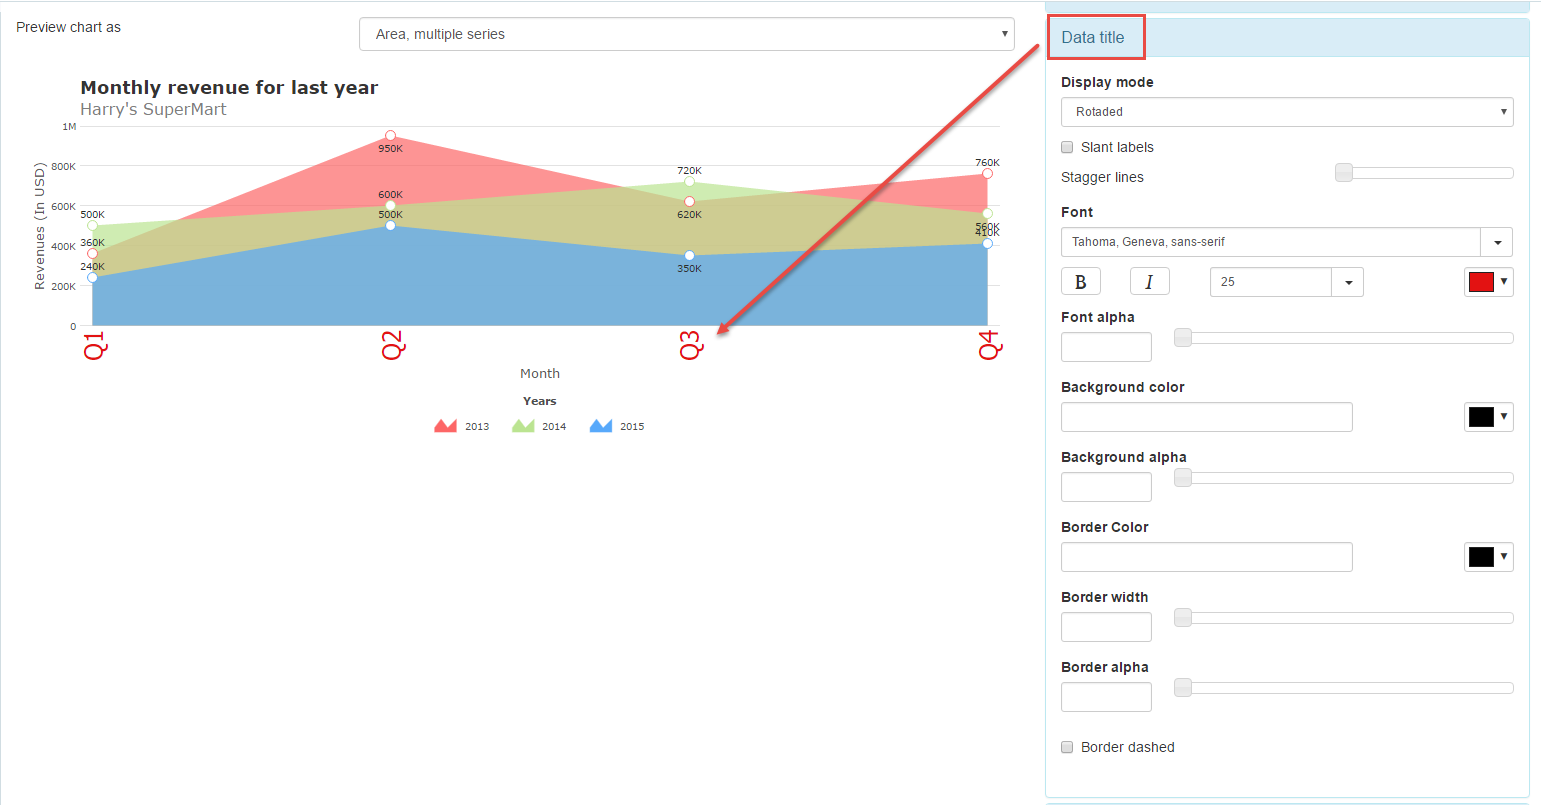 Preview chart as
Area, multiple series
Monthly revenue for last year
Harry's SuperMart
Revenues (In USD)
1M
800K
600K
400K
200K
0
500K
360K
240K
950K
600K
500K
720K
620K
350K
760K
560K
410K
Q1 Q2 Q3 Q4
Month
Years
2013 2014 2015
Data title
Display mode
Rotaded
Slant labels
Stagger lines
Font
Tahoma, Geneva, sans-serif
B I 25
Font alpha
Background color
Background alpha
Border Color
Border width
Border alpha
Border dashed